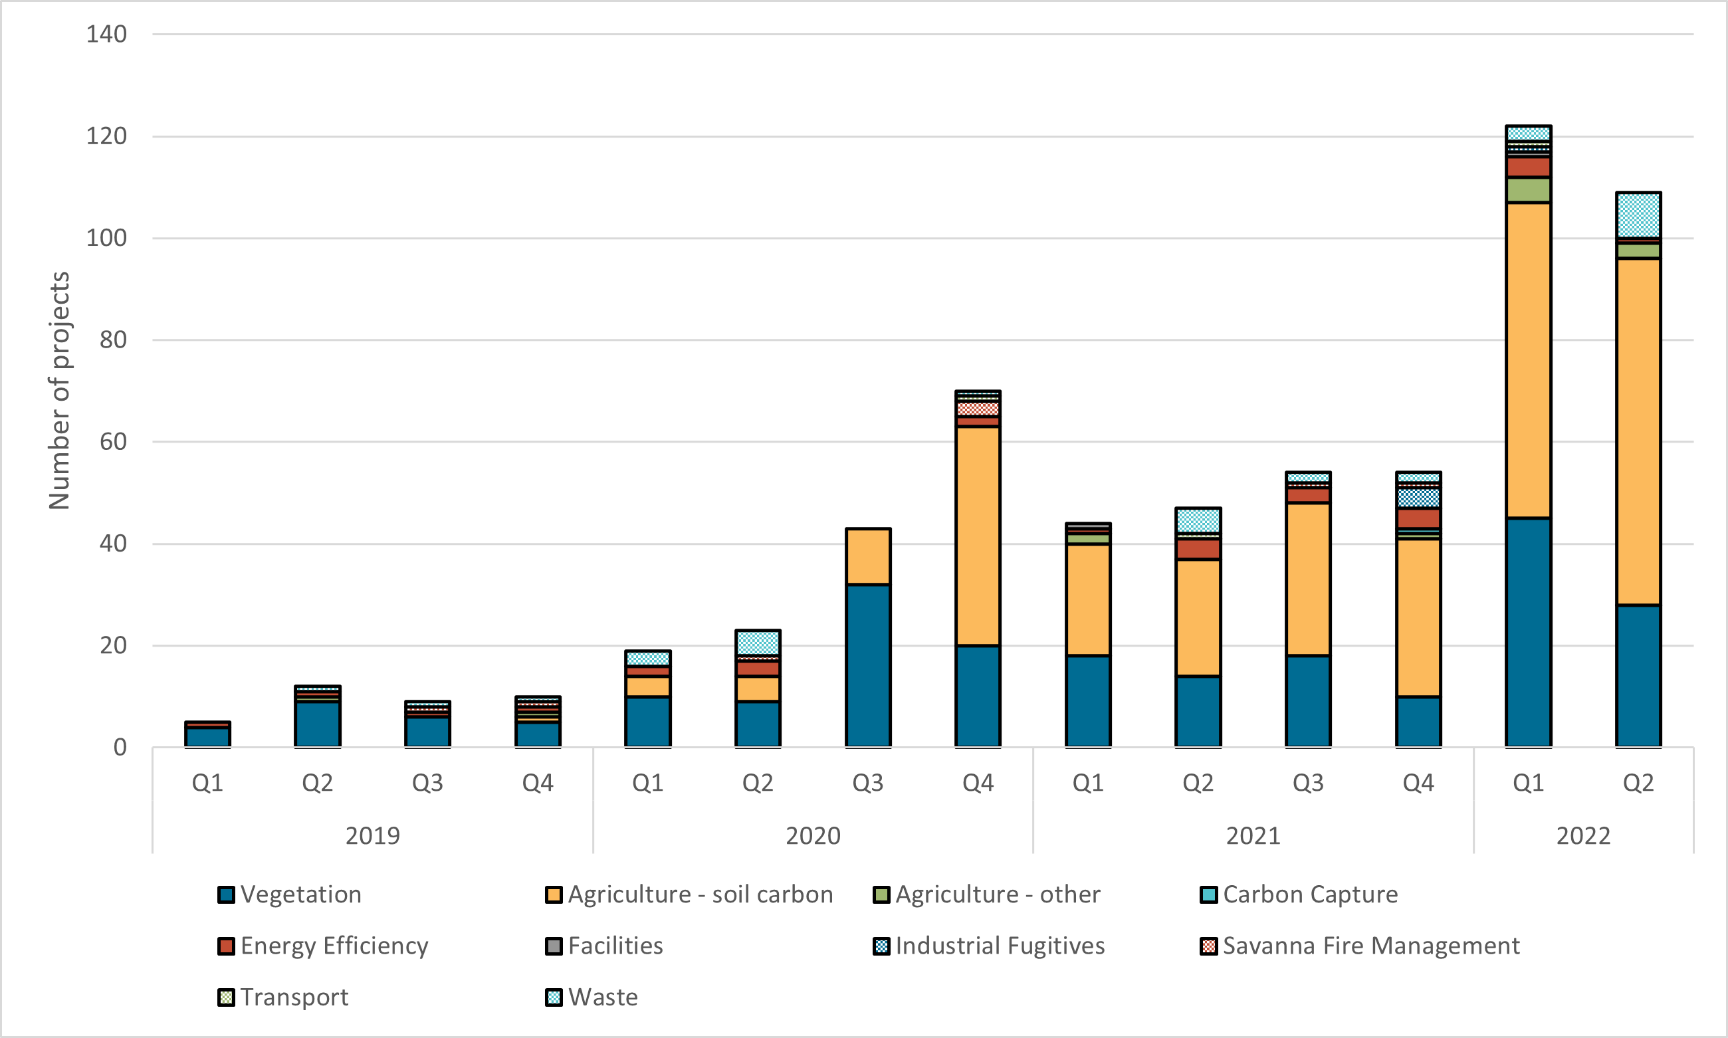 140
120
100
80
60
40
20
0
Number of projects
Q1 Q2 Q3 Q4 Q1 Q2 Q3 Q4 Q1 Q2 Q3 Q4 Q1 Q2
2019 2020 2021 2022
Vegetation Agriculture - soil carbon Agriculture - other Carbon Capture
Energy Efficiency Facilities Industrial Fugitives Savanna Fire Management
Transport Waste